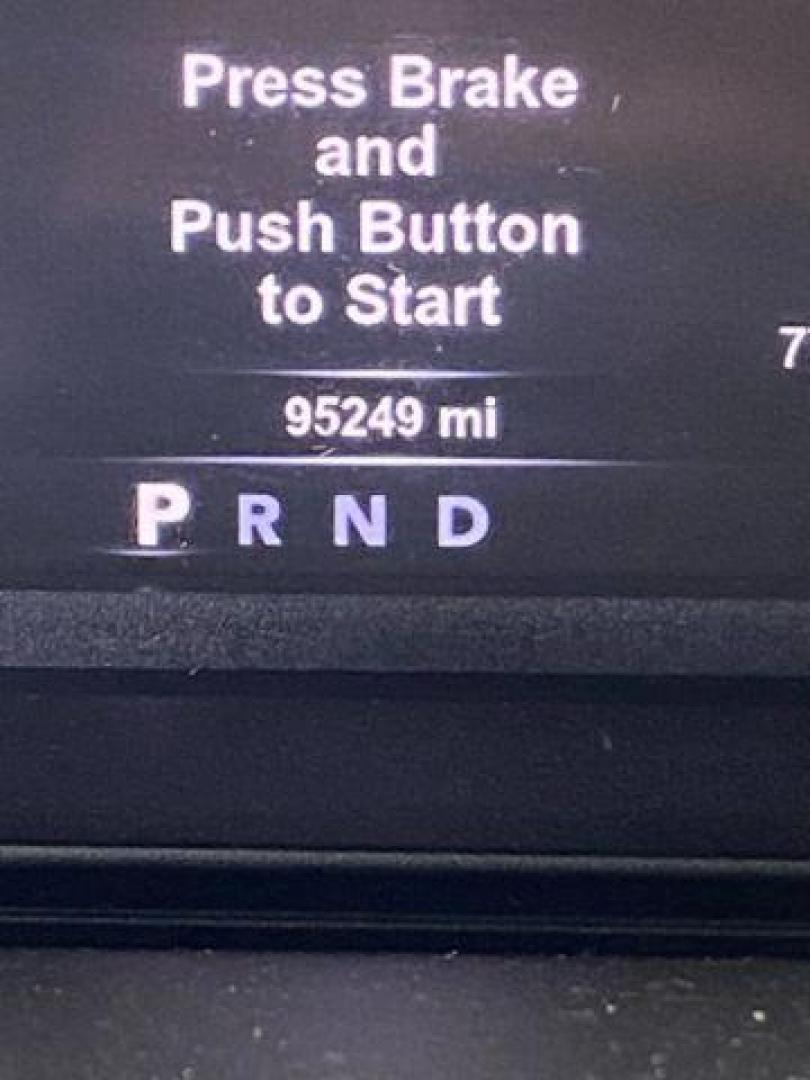 Press Brake
and
Push Button
to Start
95249 mi
P R N D